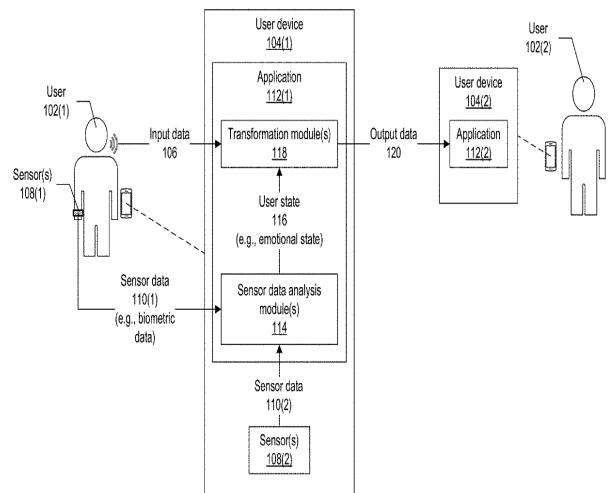 User device
104(1)
Application
112(1)
User
102(1)
Input data
106
Transformation module(s)
118
Output data
120
User device
104(2)
Application
112(2)
User
102(2)
Sensor(s)
108(1)
User state
116
(e.g., emotional state)
Sensor data
110(1)
(e.g., biometric
data)
Sensor data analysis
module(s)
114
Sensor data
110(2)
Sensor(s)
108(2)